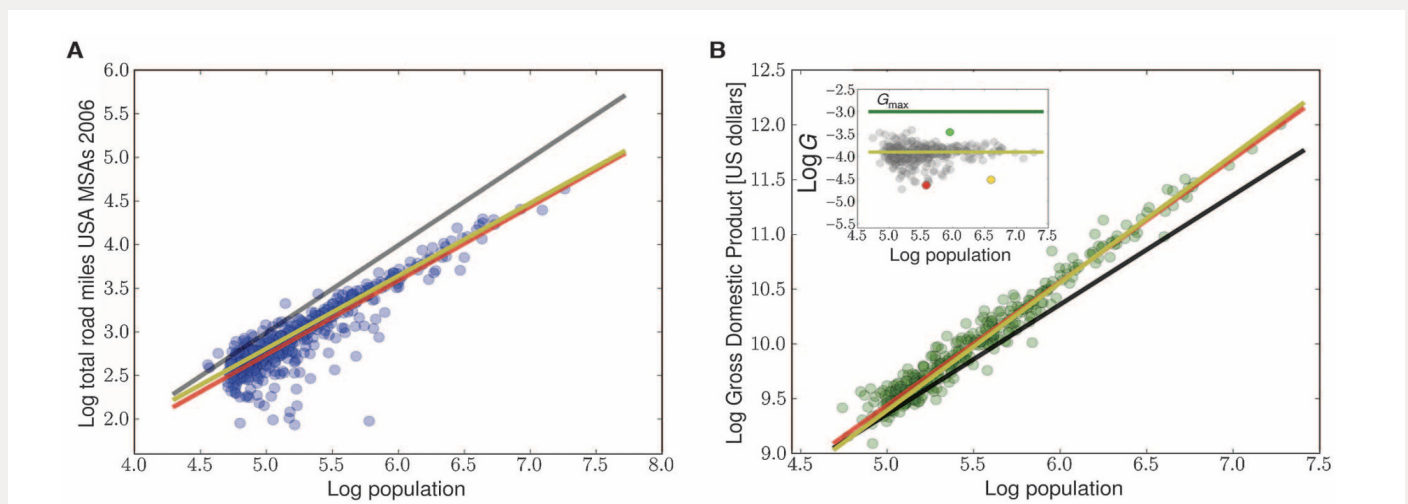 A
Log total road miles USA MSAs 2006
6.0
5.5
5.0
4.5
4.0
3.5
3.0
2.5
2.0
4.0 4.5 5.0 5.5 6.0 6.5 7.0 7.5 8.0
Log population
B
Log Gross Domestic Product [US dollars]
12.5
12.0
11.5
11.0
10.5
10.0
9.5
9.0
4.5 5.0 5.5 6.0 6.5 7.0 7.5
Log population
Log G
−2.5
−3.0
−3.5
−4.0
−4.5
−5.0
−5.5
Gmax
4.5 5.0 5.5 6.0 6.5 7.0 7.5
Log population